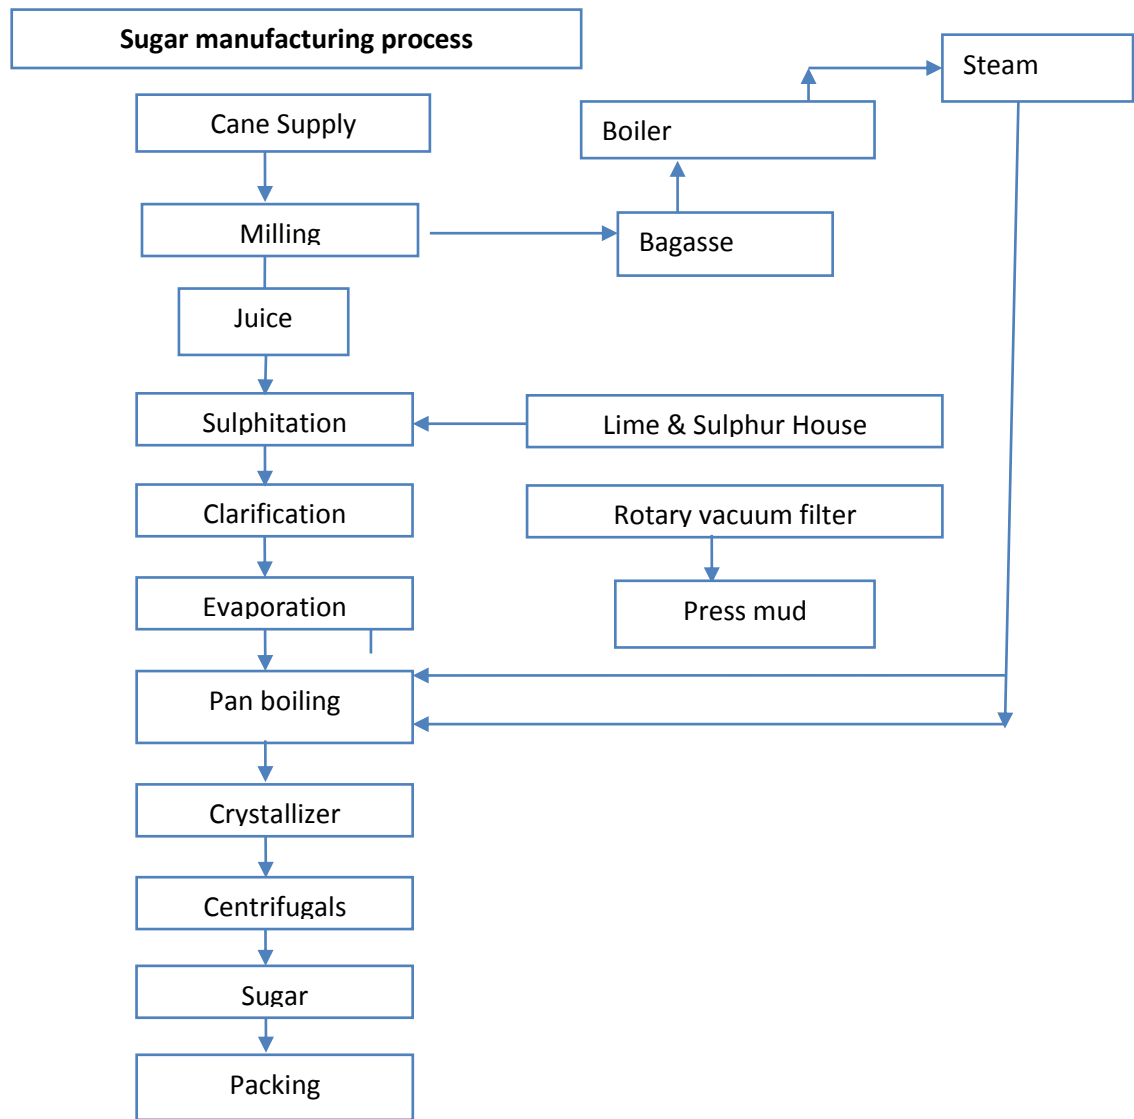 Sugar manufacturing process
Steam
Cane Supply
Boiler
Milling
Bagasse
Juice
Sulphitation
Lime & Sulphur House
Clarification
Rotary vacuum filter
Evaporation
Press mud
Pan boiling
Crystallizer
Centrifugals
Sugar
Packing